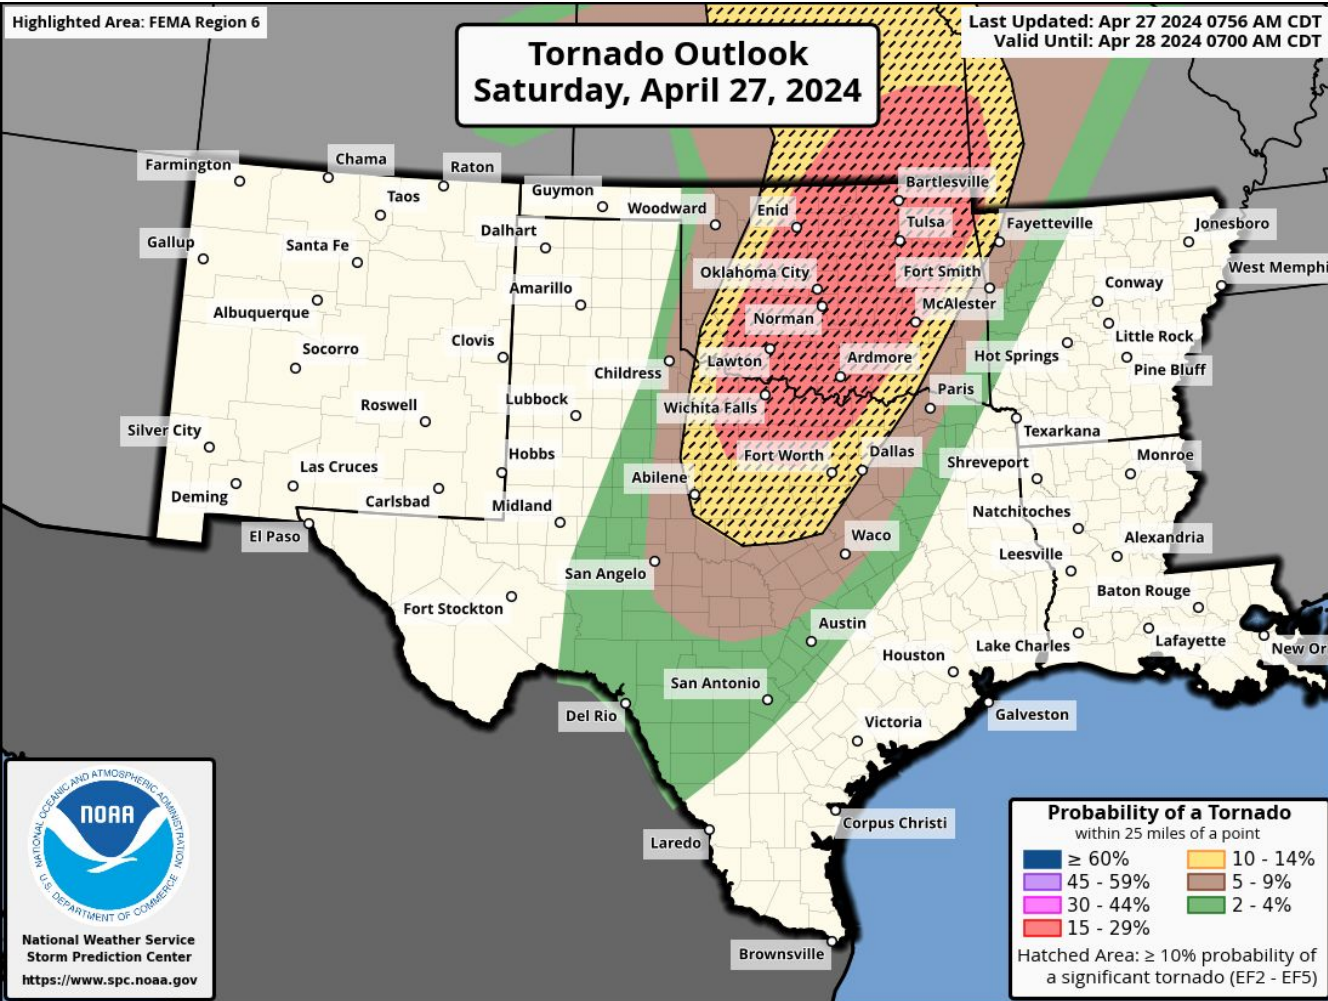 Highlighted Area: FEMA Region 6
Last Updated: Apr 27 2024 0756 AM CDT
Valid Until: Apr 28 2024 0700 AM CDT
Tornado Outlook
Saturday, April 27, 2024
Farmington
Chama
Raton
Taos
Guymon
Woodward
Enid
Bartlesville
Tulsa
Fayetteville
Jonesboro
Gallup
Santa Fe
Dalhart
Amarillo
Oklahoma City
Fort Smith
West Memphi
Conway
McAlester
Albuquerque
Norman
Socorro
Clovis
Little Rock
Lawton
Ardmore
Hot Springs
Childress
Pine Bluff
Paris
Roswell
Lubbock
Wichita Falls
Silver City
Texarkana
Hobbs
Fort Worth
Dallas
Monroe
Shreveport
Las Cruces
Abilene
Deming
Carlsbad
Midland
Natchitoches
El Paso
Waco
Alexandria
Leesville
San Angelo
Baton Rouge
Fort Stockton
Austin
Lake Charles
Lafayette
New Or
Houston
San Antonio
Del Rio
Victoria
Galveston
Laredo
Corpus Christi
Brownsville
NATIONAL OCEANIC AND ATMOSPHERIC ADMINISTRATION
NOAA
U.S. DEPARTMENT OF COMMERCE
National Weather Service
Storm Prediction Center
https://www.spc.noaa.gov
Probability of a Tornado
within 25 miles of a point
≥ 60%
45 - 59%
30 - 44%
15 - 29%
10 - 14%
5 - 9%
2 - 4%
Hatched Area: ≥ 10% probability of
a significant tornado (EF2 - EF5)